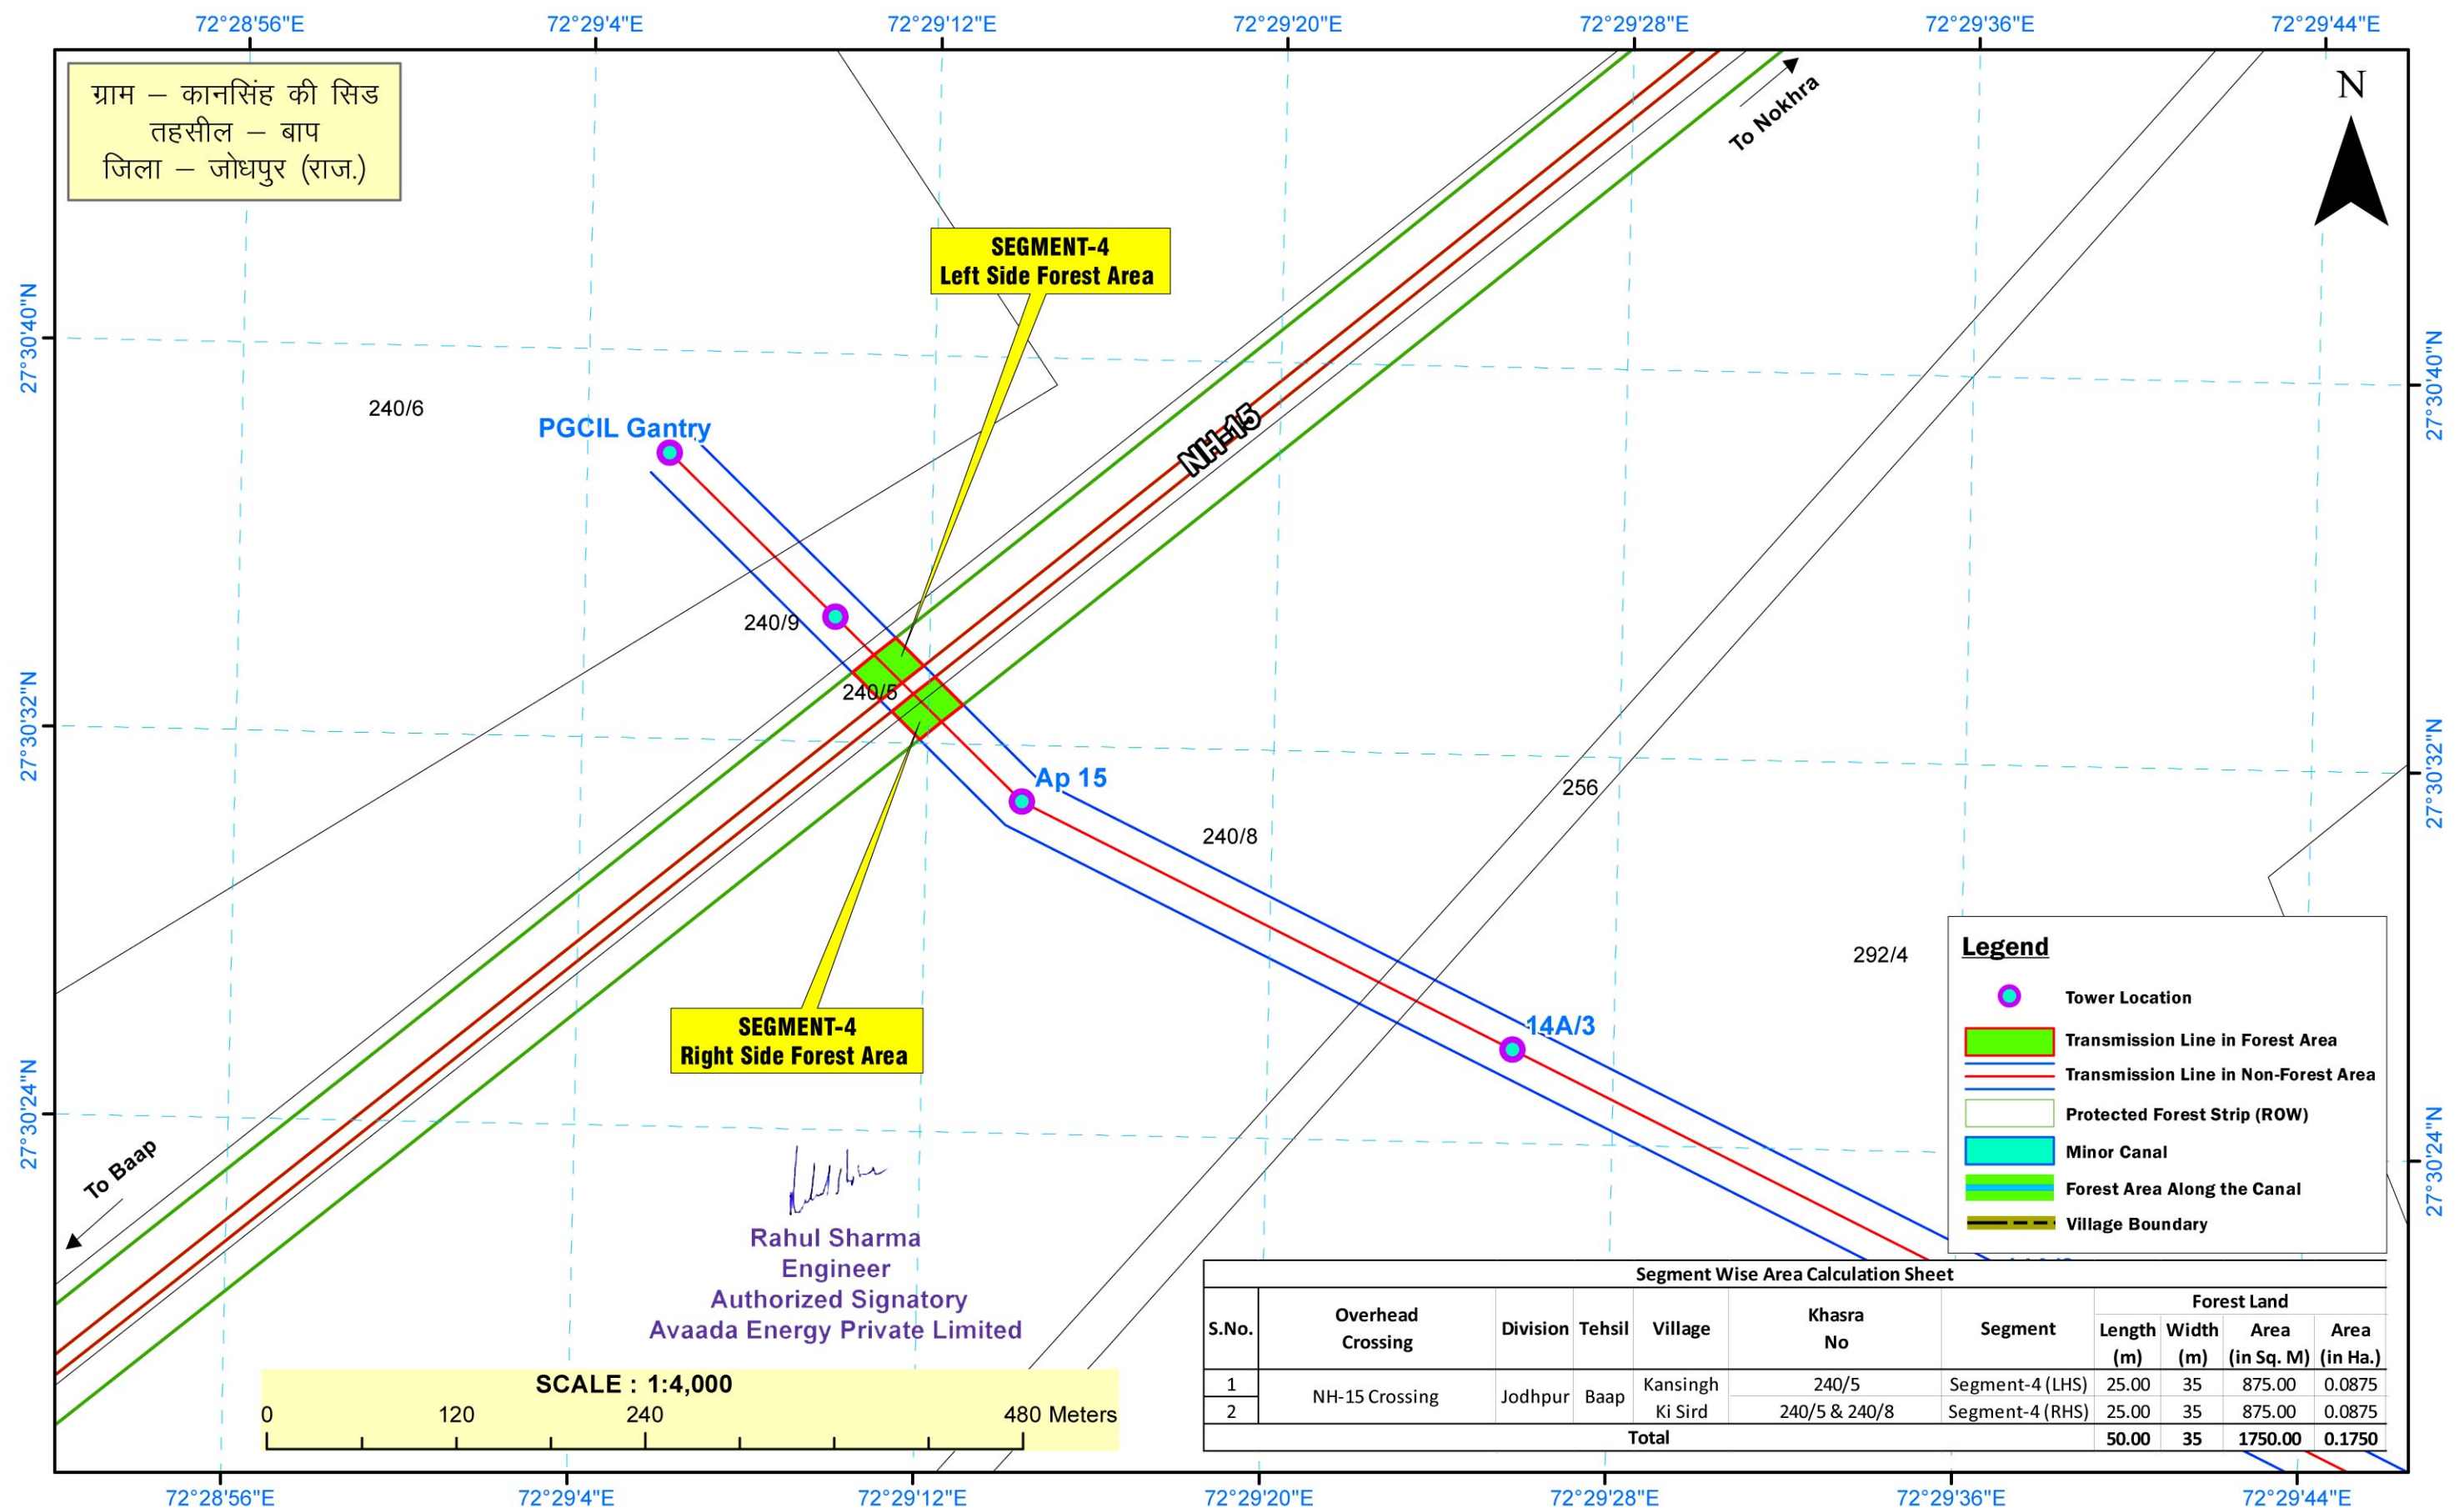 72°28'56"E 72°29'4"E 72°29'12"E 72°29'20"E 72°29'28"E 72°29'36"E 72°29'44"E
ग्राम – कानसिंह की सिड
तहसील – बाप
जिला – जोधपुर (राज.)
N
To Nokhra
SEGMENT-4
Left Side Forest Area
27°30'40"N
27°30'40"N
240/6
PGCIL Gantry
NH-15
240/9
240/5
27°30'32"N
27°30'32"N
Ap 15
256
240/8
292/4
SEGMENT-4
Right Side Forest Area
14A/3
27°30'24"N
27°30'24"N
To Baap
Legend
Tower Location
Transmission Line in Forest Area
Transmission Line in Non-Forest Area
Protected Forest Strip (ROW)
Minor Canal
Forest Area Along the Canal
Village Boundary
Rahul Sharma
Engineer
Authorized Signatory
Avaada Energy Private Limited
SCALE : 1:4,000
0 120 240 480 Meters
Segment Wise Area Calculation Sheet
S.No. Overhead Crossing Division Tehsil Village Khasra No Segment Forest Land
Length (m) Width (m) Area (in Sq. M) Area (in Ha.)
1 NH-15 Crossing Jodhpur Baap Kansingh 240/5 Segment-4 (LHS) 25.00 35 875.00 0.0875
2 Ki Sird 240/5 & 240/8 Segment-4 (RHS) 25.00 35 875.00 0.0875
Total 50.00 35 1750.00 0.1750
72°28'56"E 72°29'4"E 72°29'12"E 72°29'20"E 72°29'28"E 72°29'36"E 72°29'44"E